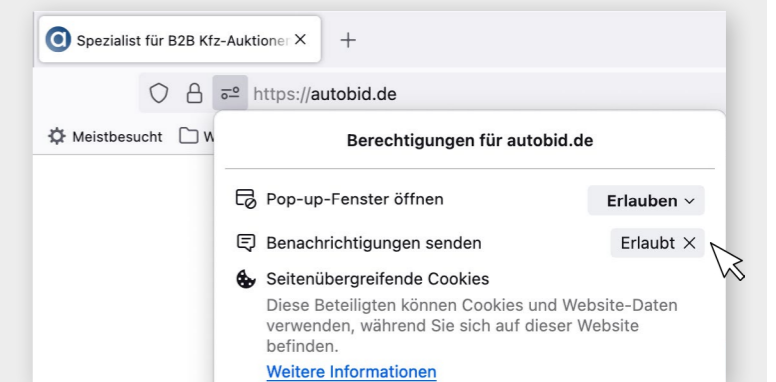 Spezialist für B2B Kfz-Auktionen
https://autobid.de
Meistbesucht W
Berechtigungen für autobid.de
Pop-up-Fenster öffnen Erlauben
Benachrichtigungen senden Erlaubt
Seitenübergreifende Cookies
Diese Beteiligten können Cookies und Website-Daten
verwenden, während Sie sich auf dieser Website
befinden.
Weitere Informationen